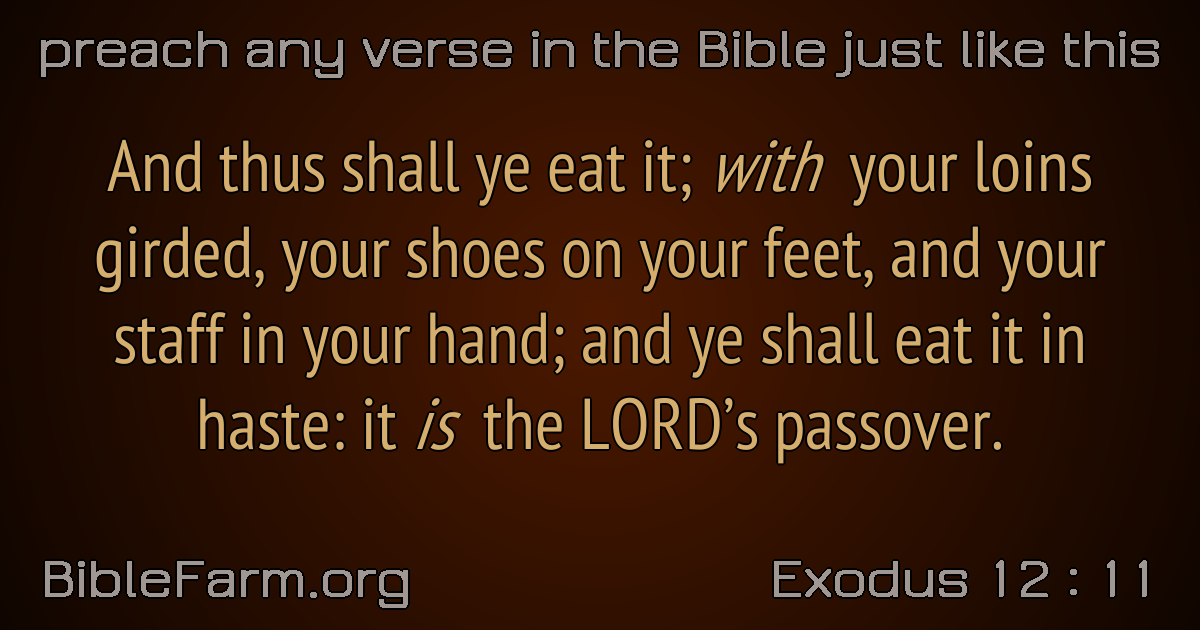 preach any verse in the Bible just like this
And thus shall ye eat it; with your loins
girded, your shoes on your feet, and your
staff in your hand; and ye shall eat it in
haste: it is the LORD’s passover.
BibleFarm.org
Exodus 12 : 11